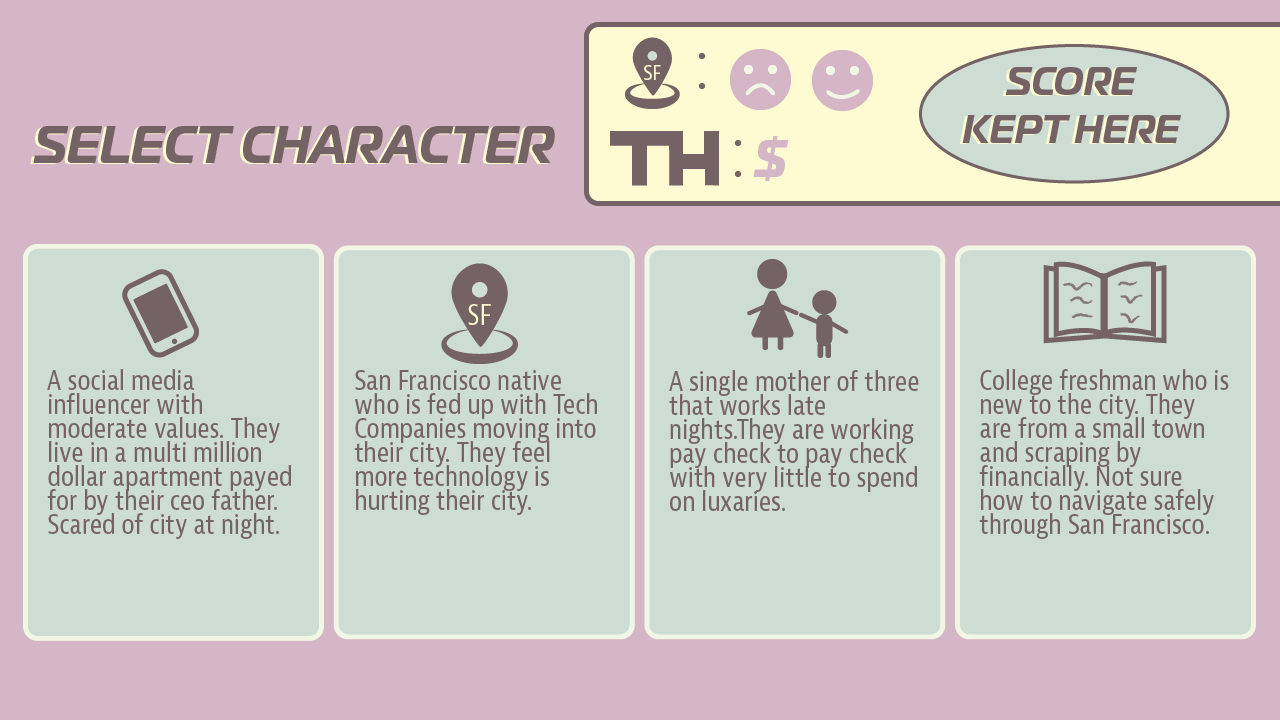 SELECT CHARACTER
SF :
TH : $
SCORE
KEPT HERE
A social media
influencer with
moderate values. They
live in a multi million
dollar apartment payed
for by their ceo father.
Scared of city at night.
SF
San Francisco native
who is fed up with Tech
Companies moving into
their city. They feel
more technology is
hurting their city.
A single mother of three
that works late
nights.They are working
pay check to pay check
with very little to spend
on luxaries.
College freshman who is
new to the city. They
are from a small town
and scraping by
financially. Not sure
how to navigate safely
through San Francisco.